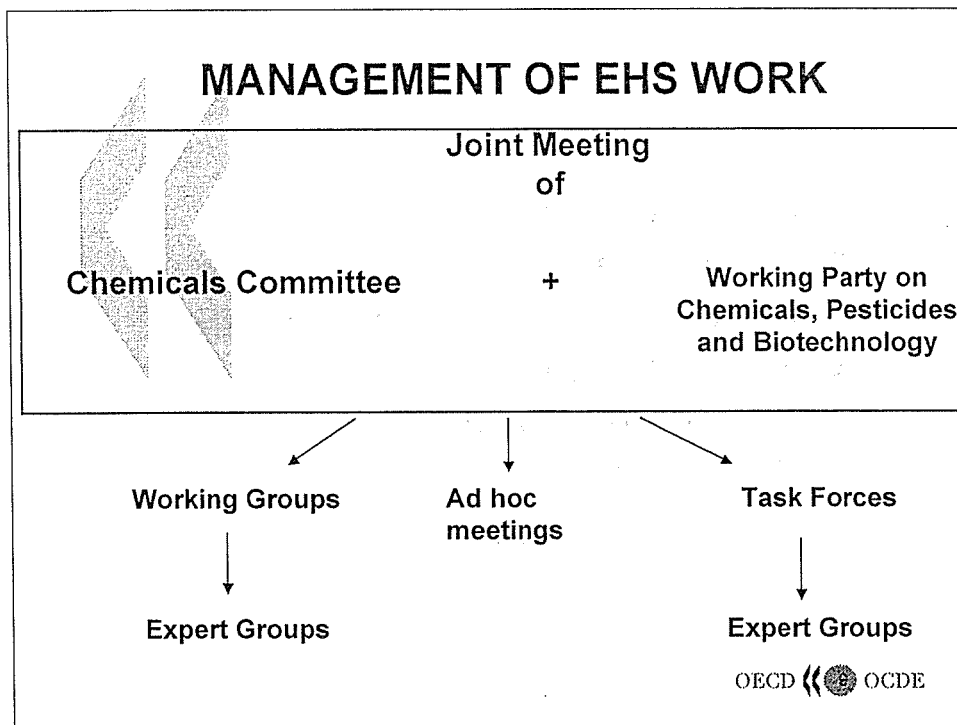 MANAGEMENT OF EHS WORK
Joint Meeting
of
Chemicals Committee + Working Party on
Chemicals, Pesticides
and Biotechnology
Working Groups Ad hoc Task Forces
meetings
Expert Groups Expert Groups
OECD OCDE